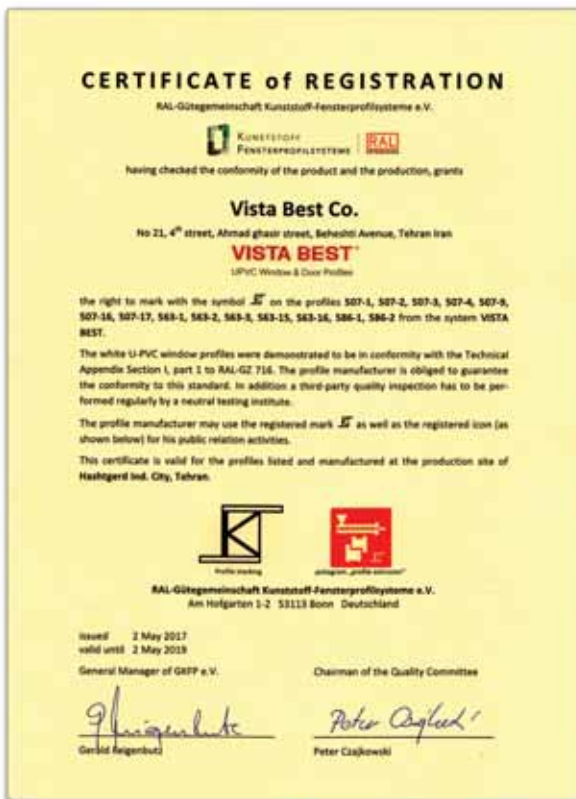 CERTIFICATE of REGISTRATION
RAL-Gütegemeinschaft Kunststoff-Fensterprofilsysteme e.V.
KUNSTSTOFF
FENSTERPROFILSYSTEME
RAL
having checked the conformity of the product and the production, grants
Vista Best Co.
No 21, 4th street, Ahmad ghasir street, Beheshti Avenue, Tehran Iran
VISTA BEST
UPVC Window & Door Profiles
the right to mark with the symbol on the profiles 507-1, 507-2, 507-3, 507-4, 507-9,
507-16, 507-17, 563-1, 563-2, 563-3, 563-15, 563-16, 586-1, 586-2 from the system VISTA
BEST.
The white U-PVC window profiles were demonstrated to be in conformity with the Technical
Appendix Section I, part 1 to RAL-GZ 716. The profile manufacturer is obliged to guarantee
the conformity to this standard. In addition a third-party quality inspection has to be per-
formed regularly by a neutral testing institute.
The profile manufacturer may use the registered mark as well as the registered icon (as
shown below) for his public relation activities.
This certificate is valid for the profiles listed and manufactured at the production site of
Hashtgerd Ind. City, Tehran.
Profile marking
pictogram „profile extrusion"
RAL-Gütegemeinschaft Kunststoff-Fensterprofilsysteme e.V.
Am Hofgarten 1-2 53113 Bonn Deutschland
issued 2 May 2017
valid until 2 May 2019
General Manager of GKFP e.V.
Chairman of the Quality Committee
Peter Czajkowski
Gerold Feigenbutz
Peter Czajkowski